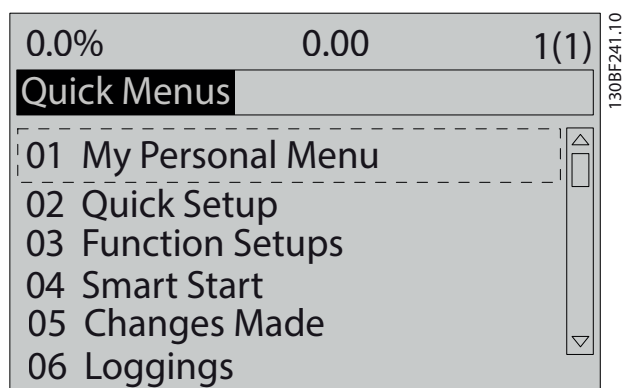 0.0% 0.00 1(1)
Quick Menus
01 My Personal Menu
02 Quick Setup
03 Function Setups
04 Smart Start
05 Changes Made
06 Loggings
130BF241.10